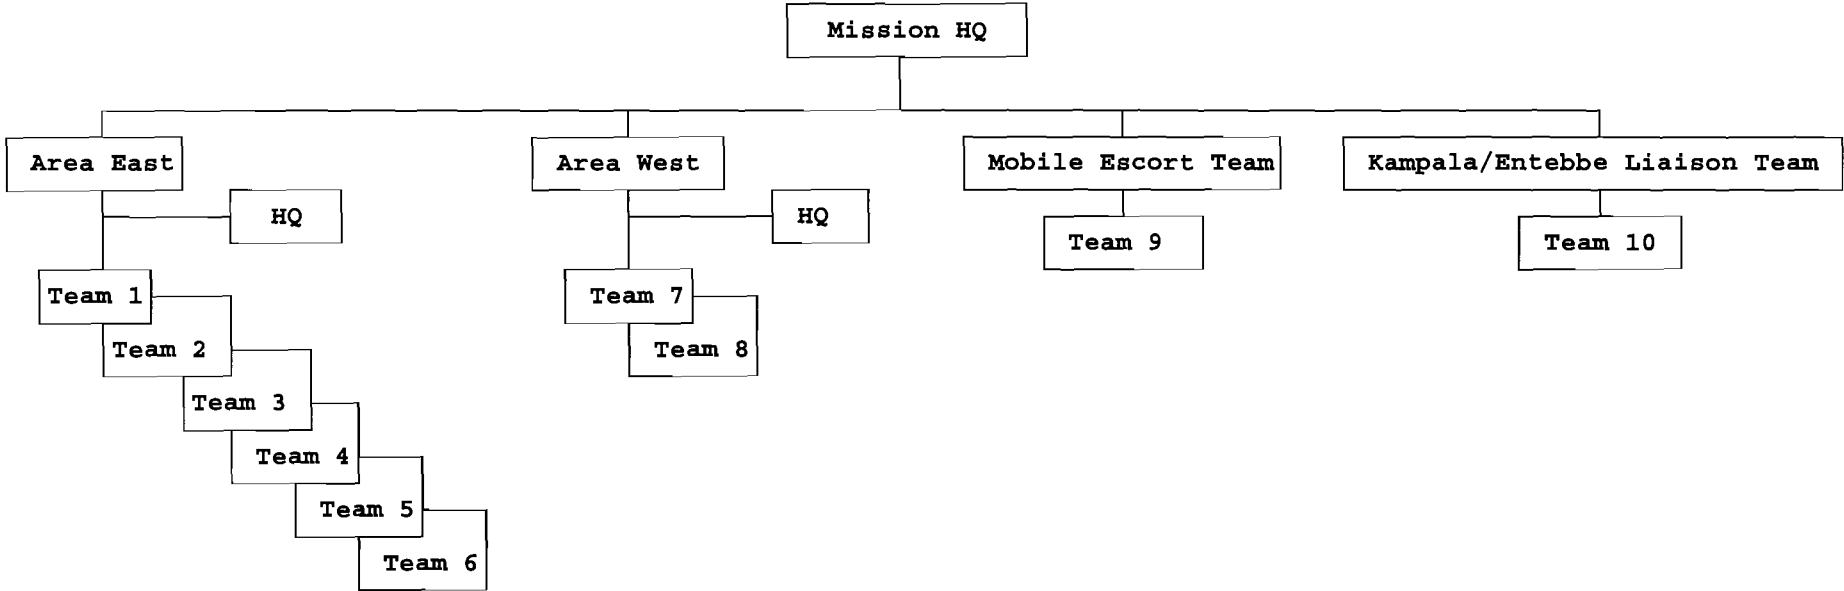 Mission HQ
Area East
Area West
Mobile Escort Team
Kampala/Entebbe Liaison Team
HQ
HQ
Team 9
Team 10
Team 1
Team 7
Team 2
Team 8
Team 3
Team 4
Team 5
Team 6